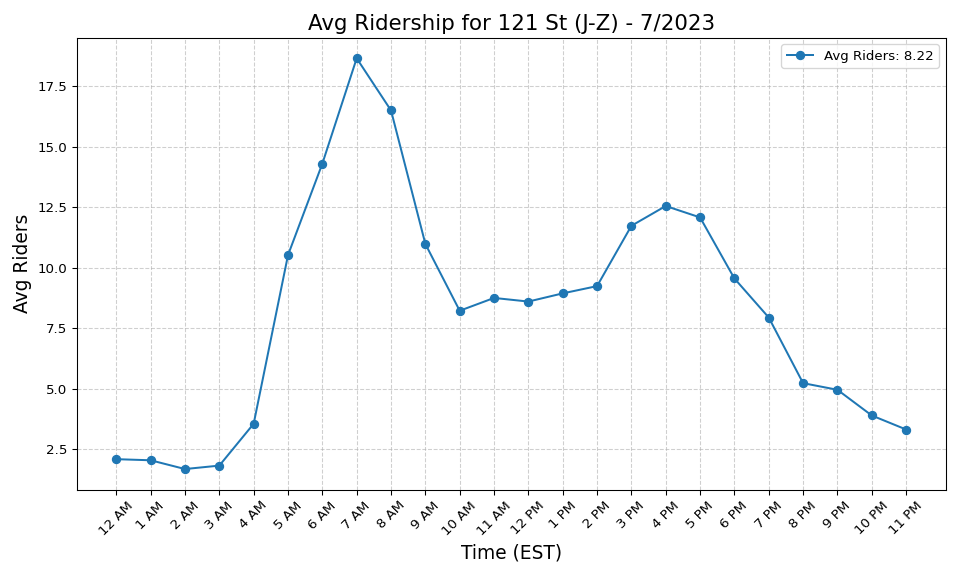 Avg Ridership for 121 St (J-Z) - 7/2023
Avg Riders: 8.22
Avg Riders
17.5
15.0
12.5
10.0
7.5
5.0
2.5
12 AM
1 AM
2 AM
3 AM
4 AM
5 AM
6 AM
7 AM
8 AM
9 AM
10 AM
11 AM
12 PM
1 PM
2 PM
3 PM
4 PM
5 PM
6 PM
7 PM
8 PM
9 PM
10 PM
11 PM
Time (EST)